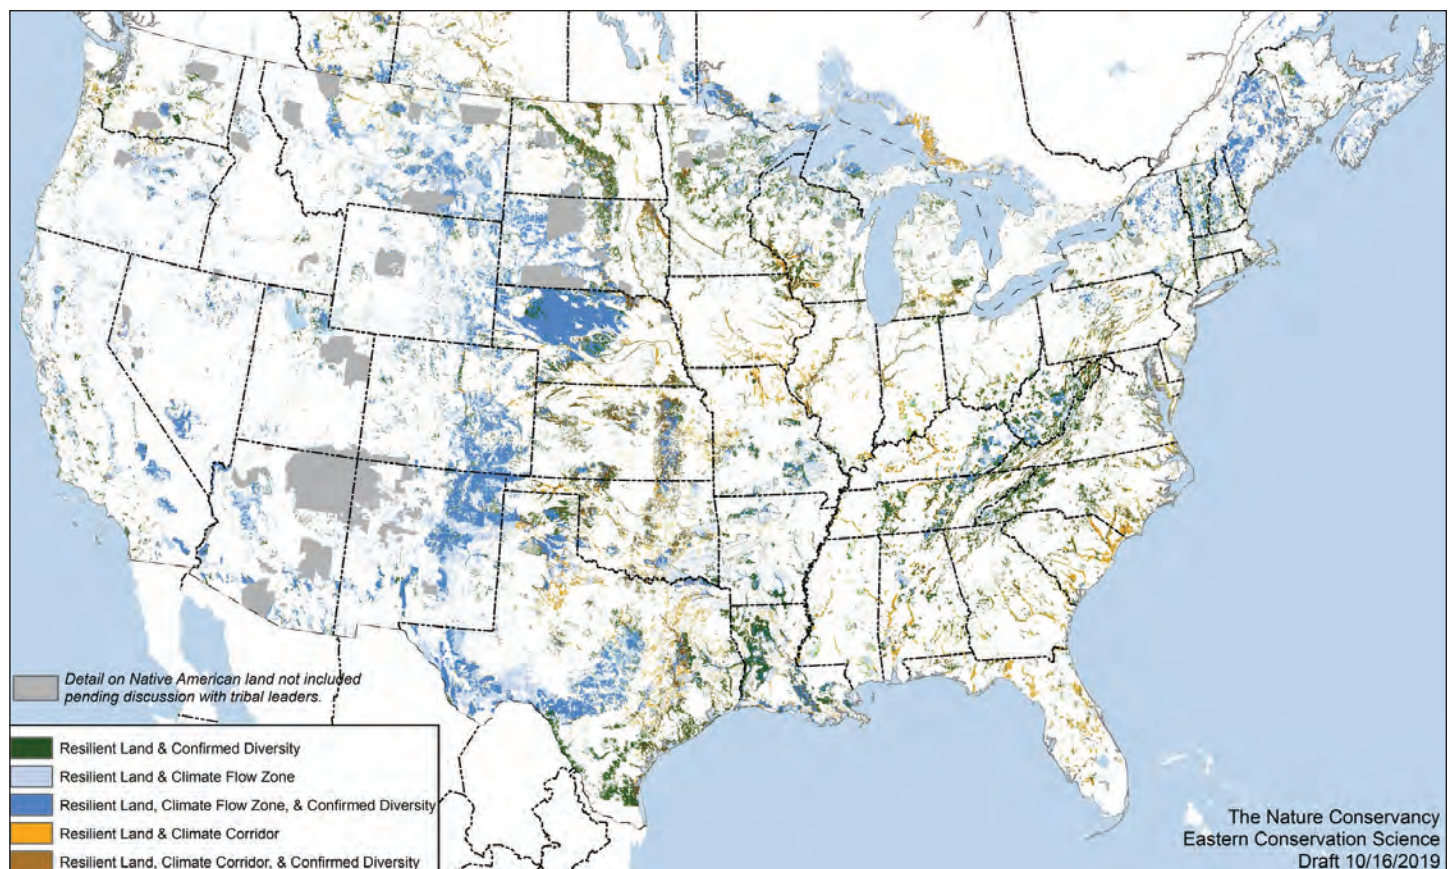 Detail on Native American land not included
pending discussion with tribal leaders.
Resilient Land & Confirmed Diversity
Resilient Land & Climate Flow Zone
Resilient Land, Climate Flow Zone, & Confirmed Diversity
Resilient Land & Climate Corridor
Resilient Land, Climate Corridor, & Confirmed Diversity
The Nature Conservancy
Eastern Conservation Science
Draft 10/16/2019